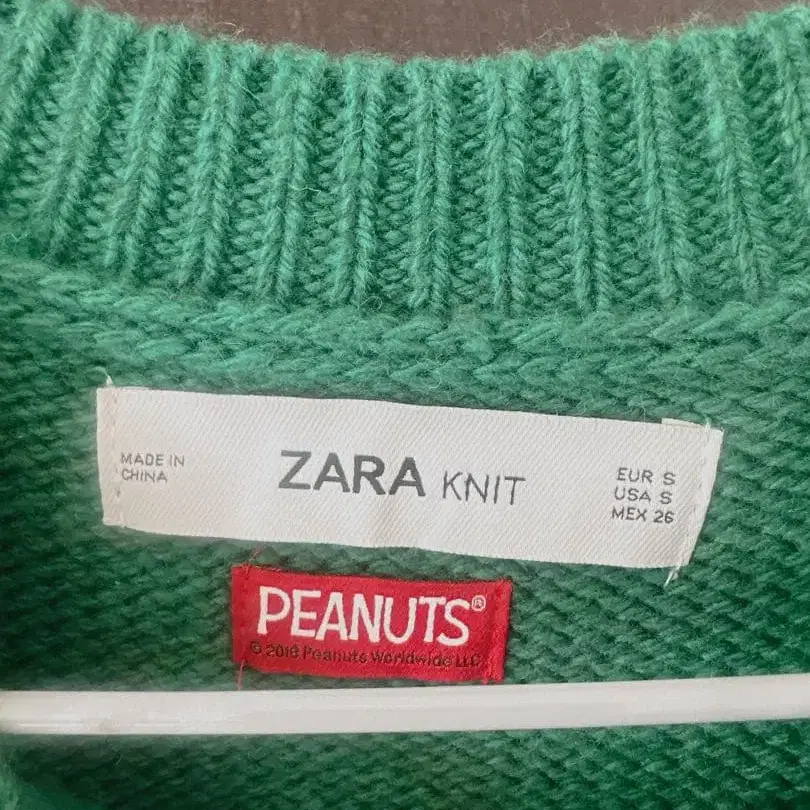 MADE IN
CHINA
ZARA KNIT
EUR S
USA S
MEX 26
PEANUTS®
© 2018 Peanuts Worldwide LLC